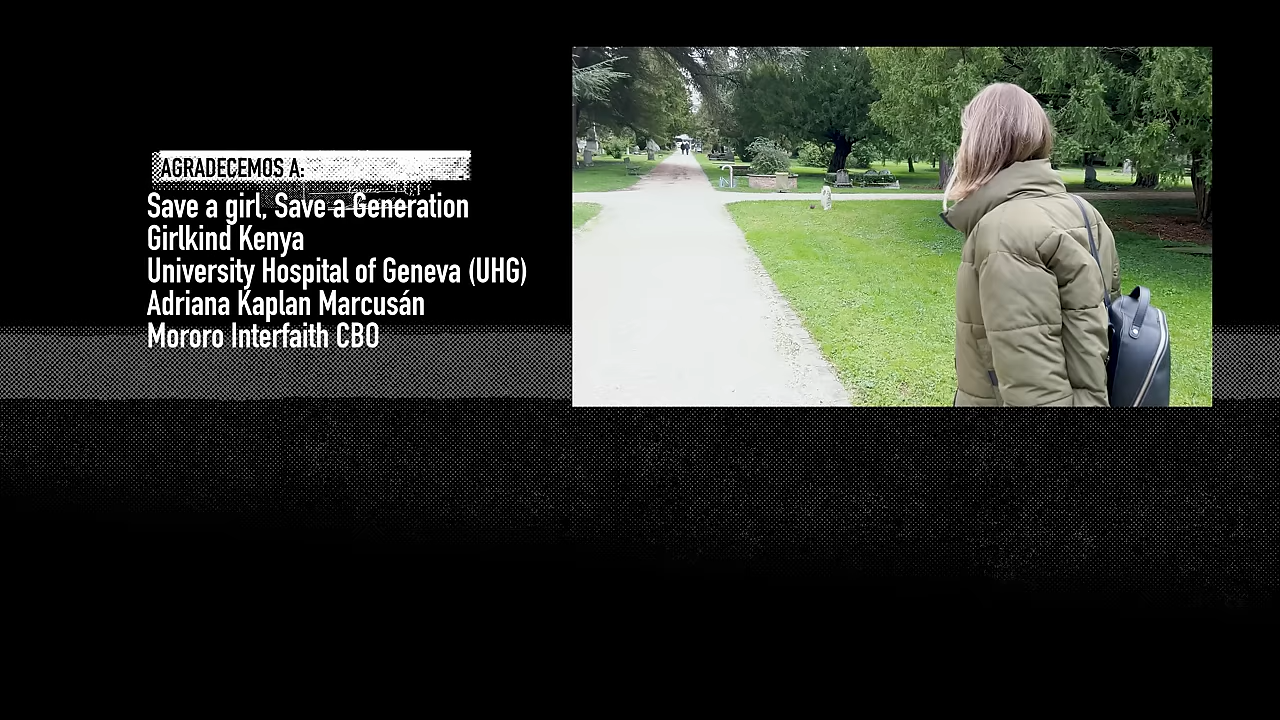 AGRADECEMOS A:
Save a girl, Save a Generation
Girlkind Kenya
University Hospital of Geneva (UHG)
Adriana Kaplan Marcusán
Mororo Interfaith CBO